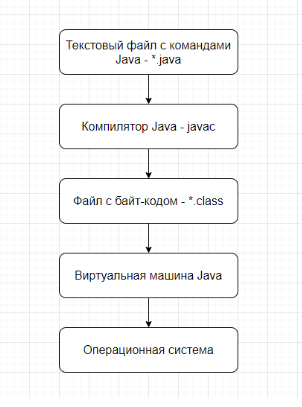 Текстовый файл с командами
Java - *.java
Компилятор Java - javac
Файл с байт-кодом - *.class
Виртуальная машина Java
Операционная система